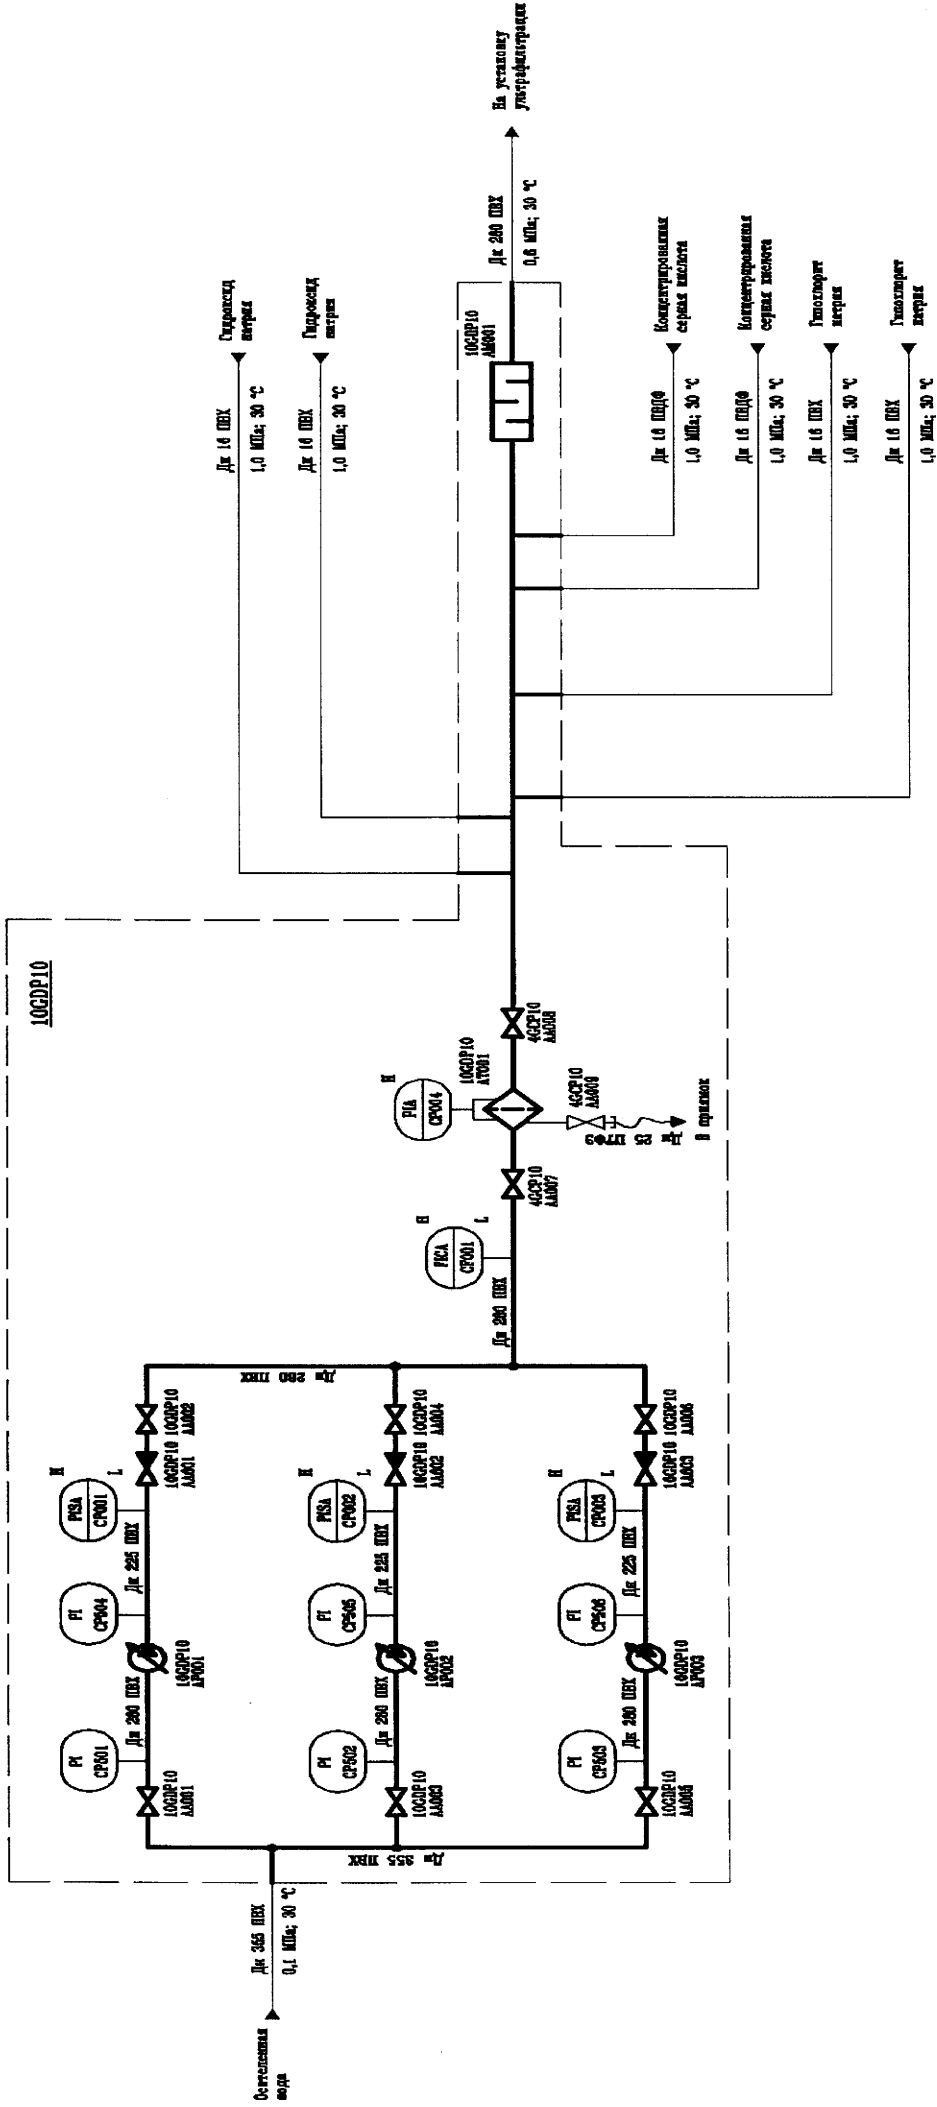 10GDP10
Осветленная
вода
Дн 355 ПВХ
0,1 МПа; 30 °С
Дн 355 ПВХ
10GDP10
AA001
PI
CP501
Дн 280 ПВХ
10GDP10
AP001
PI
CP504
Дн 225 ПВХ
PISA
CP001
H
L
10GDP10
AA001
10GDP10
AA002
10GDP10
AA003
PI
CP502
Дн 280 ПВХ
10GDP10
AP002
PI
CP505
Дн 225 ПВХ
PISA
CP002
H
L
10GDP10
AA002
10GDP10
AA004
10GDP10
AA005
PI
CP503
Дн 280 ПВХ
10GDP10
AP003
PI
CP506
Дн 225 ПВХ
PISA
CP003
H
L
10GDP10
AA003
10GDP10
AA006
Дн 280 ПВХ
Дн 280 ПВХ
H
L
CP001
4GCP10
AA007
PIA
CP004
H
10GDP10
AT001
4GCP10
AA009
Дн 25
В приямок
4GCP10
AA008
Гидроксид
натрия
Дн 16 ПВХ
1,0 МПа; 30 °С
Гидроксид
натрия
Дн 16 ПВХ
1,0 МПа; 30 °С
10GDP10
AM001
Дн 280 ПВХ
0,6 МПа; 30 °С
На установку
ультрафильтрации
Концентрированная
серная кислота
Дн 16 ПВДФ
1,0 МПа; 30 °С
Концентрированная
серная кислота
Дн 16 ПВДФ
1,0 МПа; 30 °С
Гипохлорит
натрия
Дн 16 ПВХ
1,0 МПа; 30 °С
Гипохлорит
натрия
Дн 16 ПВХ
1,0 МПа; 30 °С